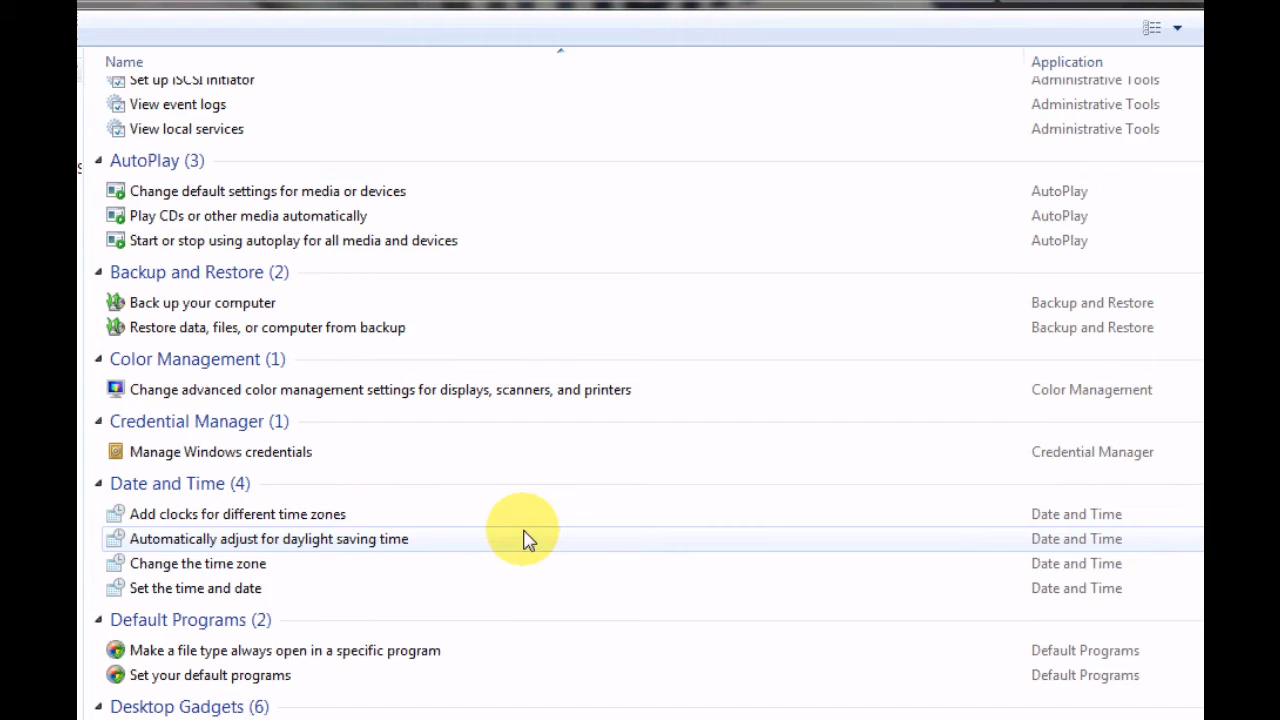 Name Application
Set up iSCSI initiator Administrative Tools
View event logs Administrative Tools
View local services Administrative Tools
AutoPlay (3)
Change default settings for media or devices AutoPlay
Play CDs or other media automatically AutoPlay
Start or stop using autoplay for all media and devices AutoPlay
Backup and Restore (2)
Back up your computer Backup and Restore
Restore data, files, or computer from backup Backup and Restore
Color Management (1)
Change advanced color management settings for displays, scanners, and printers Color Management
Credential Manager (1)
Manage Windows credentials Credential Manager
Date and Time (4)
Add clocks for different time zones Date and Time
Automatically adjust for daylight saving time Date and Time
Change the time zone Date and Time
Set the time and date Date and Time
Default Programs (2)
Make a file type always open in a specific program Default Programs
Set your default programs Default Programs
Desktop Gadgets (6)